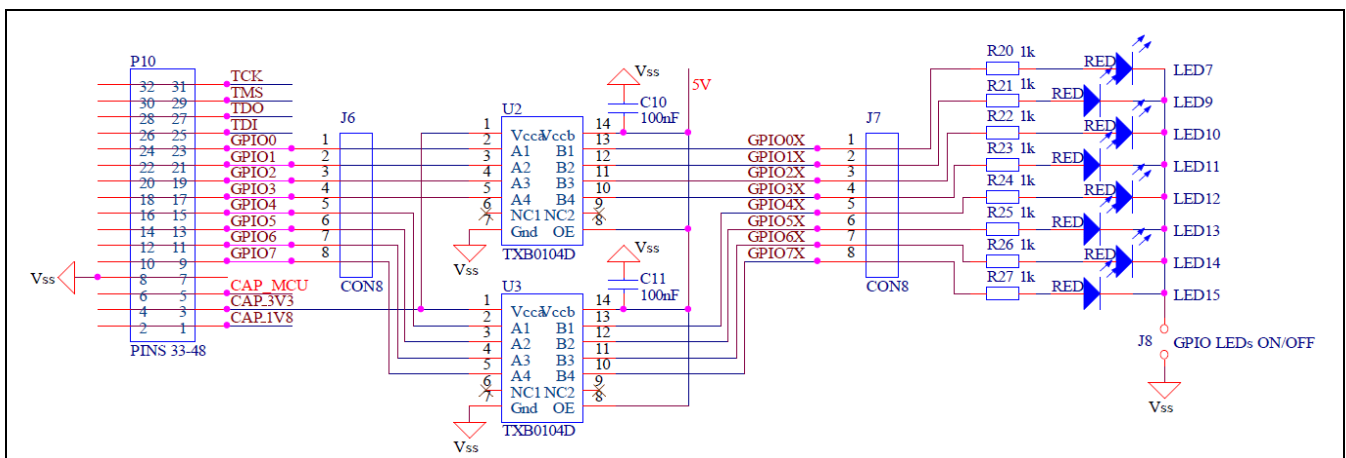 P10
32 31 TCK
30 29 TMS
28 27 TDO
26 25 TDI
24 23 GPIO0
22 21 GPIO1
20 19 GPIO2
18 17 GPIO3
16 15 GPIO4
14 13 GPIO5
12 11 GPIO6
10 9 GPIO7
8 7
6 5 CAP_MCU
4 3 CAP_3V3
2 1 CAP_1V8
PINS 33-48
Vss
J6
1
2
3
4
5
6
7
8
CON8
U2
1 Vcca Vccb 14
2 A1 B1 13
3 A2 B2 12
4 A3 B3 11
5 A4 B4 10
6 NC1 NC2 9
7 Gnd OE 8
TXB0104D
Vss
Vss
C10
100nF
5V
U3
1 Vcca Vccb 14
2 A1 B1 13
3 A2 B2 12
4 A3 B3 11
5 A4 B4 10
6 NC1 NC2 9
7 Gnd OE 8
TXB0104D
Vss
Vss
C11
100nF
J7
GPIO0X 1
GPIO1X 2
GPIO2X 3
GPIO3X 4
GPIO4X 5
GPIO5X 6
GPIO6X 7
GPIO7X 8
CON8
R20 1k RED LED7
R21 1k RED LED9
R22 1k RED LED10
R23 1k RED LED11
R24 1k RED LED12
R25 1k RED LED13
R26 1k RED LED14
R27 1k RED LED15
J8 GPIO LEDs ON/OFF
Vss